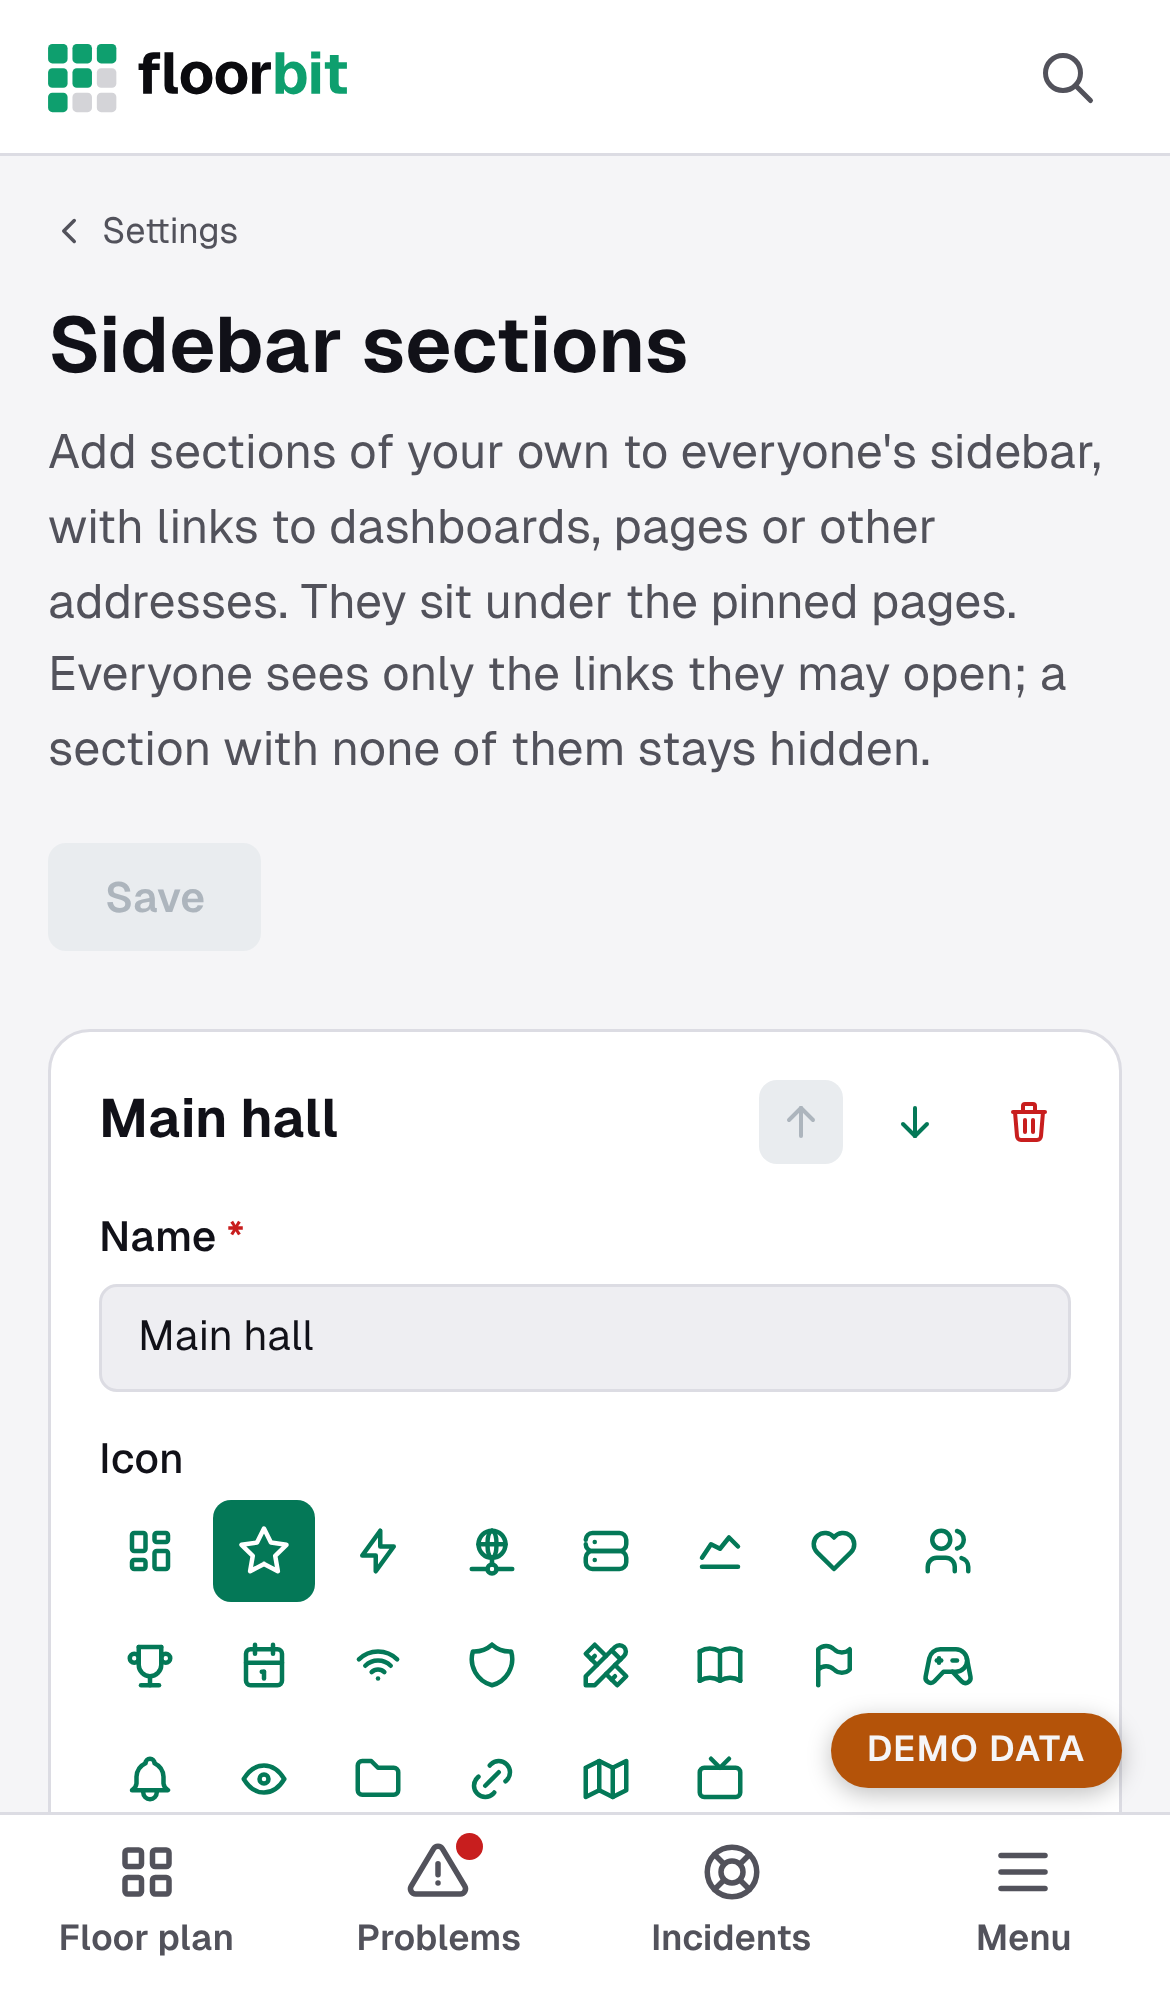 floorbit
Settings
Sidebar sections
Add sections of your own to everyone's sidebar,
with links to dashboards, pages or other
addresses. They sit under the pinned pages.
Everyone sees only the links they may open; a
section with none of them stays hidden.
Save
Main hall
Name *
Main hall
Icon
DEMO DATA
Floor plan
Problems
Incidents
Menu